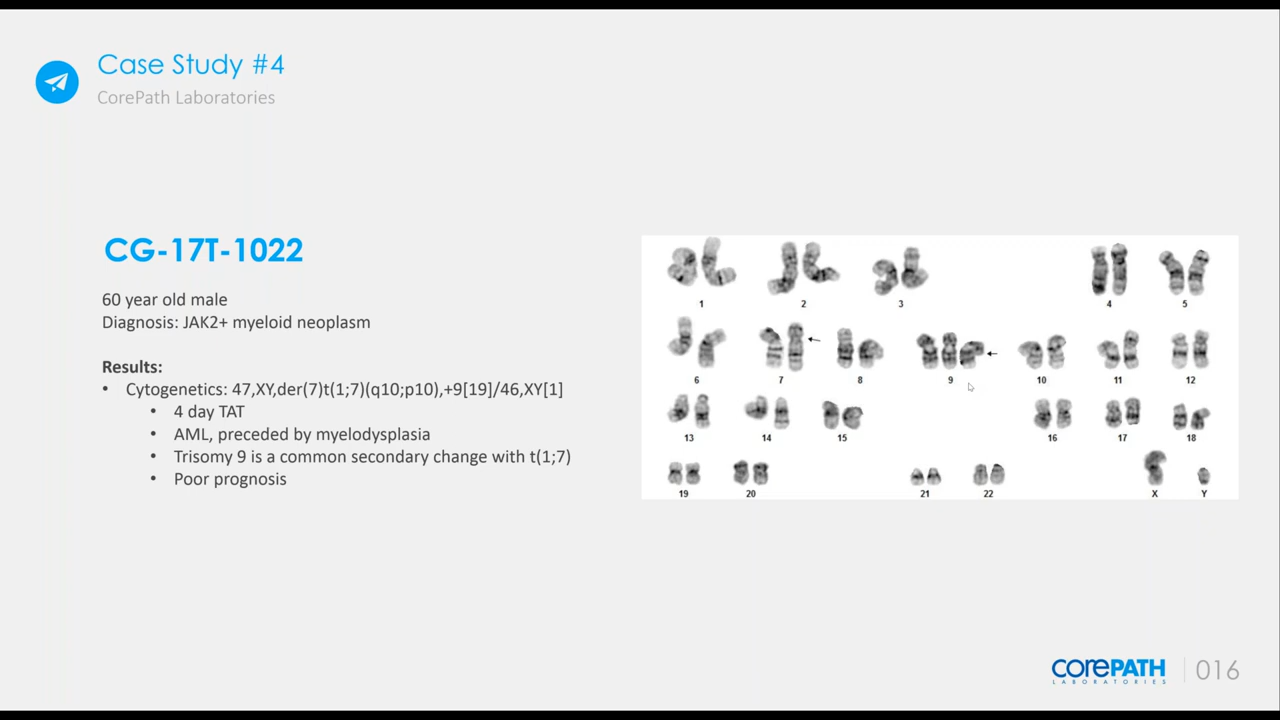 Case Study #4
CorePath Laboratories
CG-17T-1022
60 year old male
Diagnosis: JAK2+ myeloid neoplasm
Results:
• Cytogenetics: 47,XY,der(7)t(1;7)(q10;p10),+9[19]/46,XY[1]
• 4 day TAT
• AML, preceded by myelodysplasia
• Trisomy 9 is a common secondary change with t(1;7)
• Poor prognosis
1 2 3 4 5
6 7 8 9 10 11 12
13 14 15 16 17 18
19 20 21 22 X Y
corePATH
LABORATORIES
016